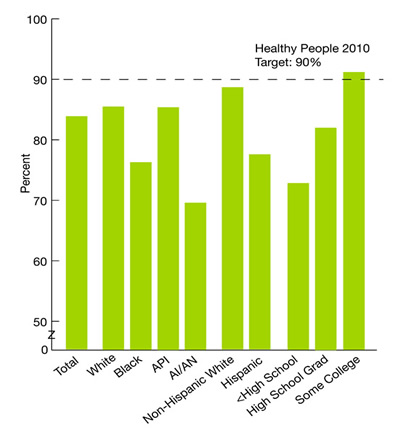 100
Healthy People 2010
Target: 90%
90
80
Percent
70
60
50
Z
0
Total
White
Black
API
AI/AN
Non-Hispanic White
Hispanic
<High School
High School Grad
Some College